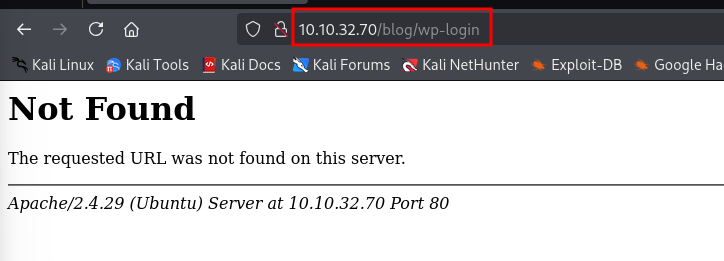 10.10.32.70/blog/wp-login
Kali Linux Kali Tools Kali Docs Kali Forums Kali NetHunter Exploit-DB Google Ha
Not Found
The requested URL was not found on this server.
Apache/2.4.29 (Ubuntu) Server at 10.10.32.70 Port 80